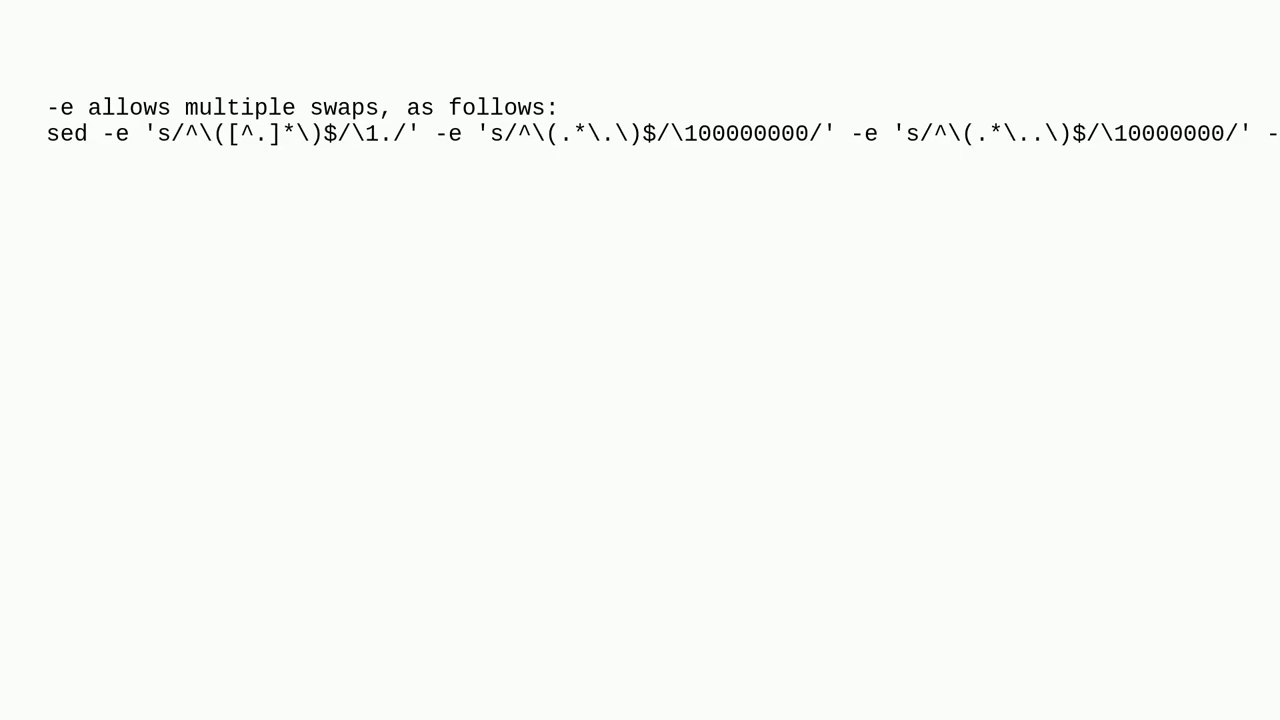 -e allows multiple swaps, as follows:
sed -e 's/^\([^.]*\)$/\1./' -e 's/^\(.*\.\)$/\100000000/' -e 's/^\(.*\..\)$/\10000000/' -